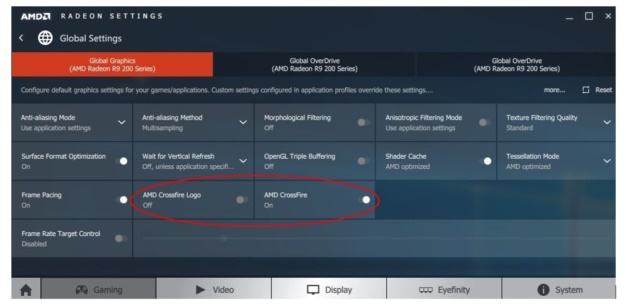 AMD RADEON SETTINGS
Global Settings
Global Graphics
(AMD Radeon R9 200 Series)
Global OverDrive
(AMD Radeon R9 200 Series)
Global OverDrive
(AMD Radeon R9 200 Series)
Configure default graphics settings for your games/applications. Custom settings configured in application profiles override these settings....
more...
Reset
Anti-aliasing Mode
Use application settings
Anti-aliasing Method
Multisampling
Morphological Filtering
Off
Anisotropic Filtering Mode
Use application settings
Texture Filtering Quality
Standard
Surface Format Optimization
On
Wait for Vertical Refresh
Off, unless application specifi...
OpenGL Triple Buffering
Off
Shader Cache
AMD optimized
Tessellation Mode
AMD optimized
Frame Pacing
On
AMD Crossfire Logo
Off
AMD CrossFire
On
Frame Rate Target Control
Disabled
Gaming
Video
Display
Eyefinity
System